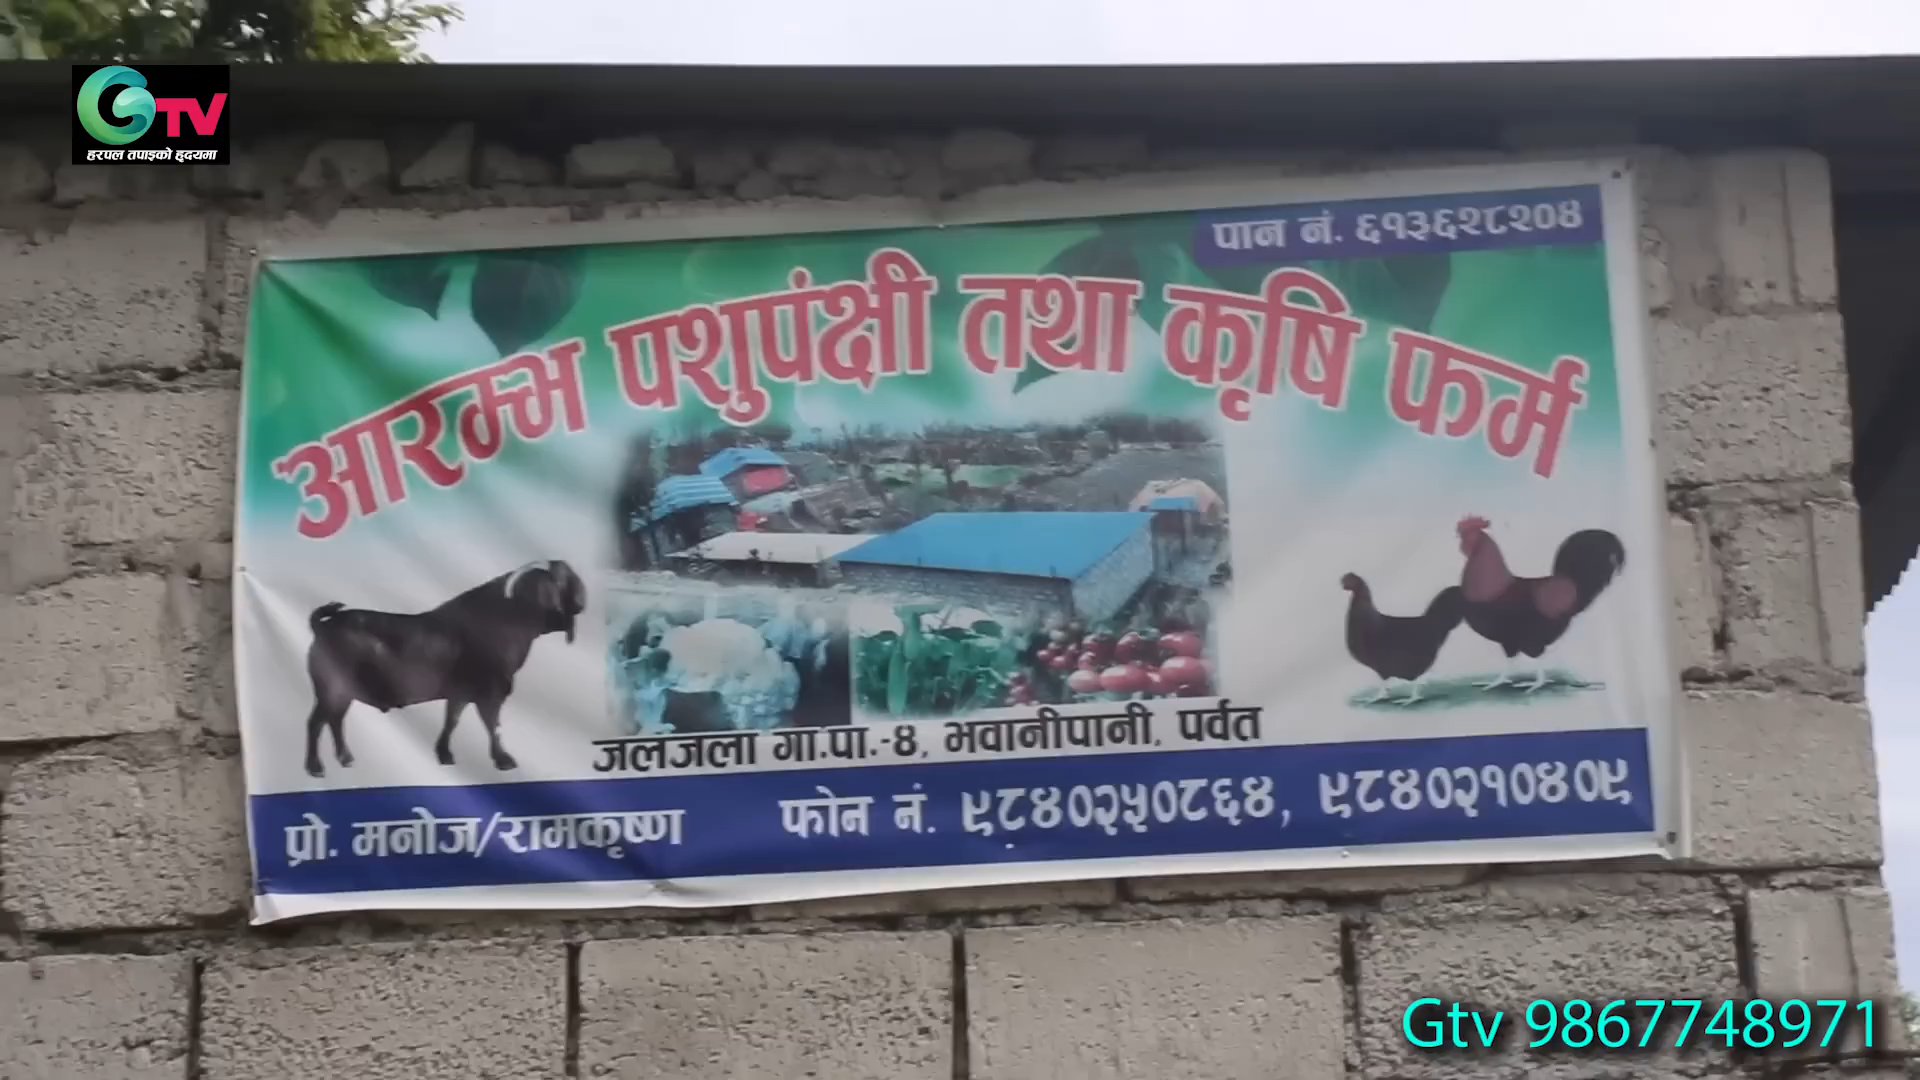 GTV
हरपल तपाइको हृदयमा
पान नं. ६१३६२८२०४
आरम्भ पशुपंक्षी तथा कृषि फर्म
जलजला गा.पा.-४, भवानीपानी, पर्वत
प्रो. मनोज/रामकृष्ण फोन नं. ९८४०२५०८६४, ९८४०२१०४०९
Gtv 9867748971